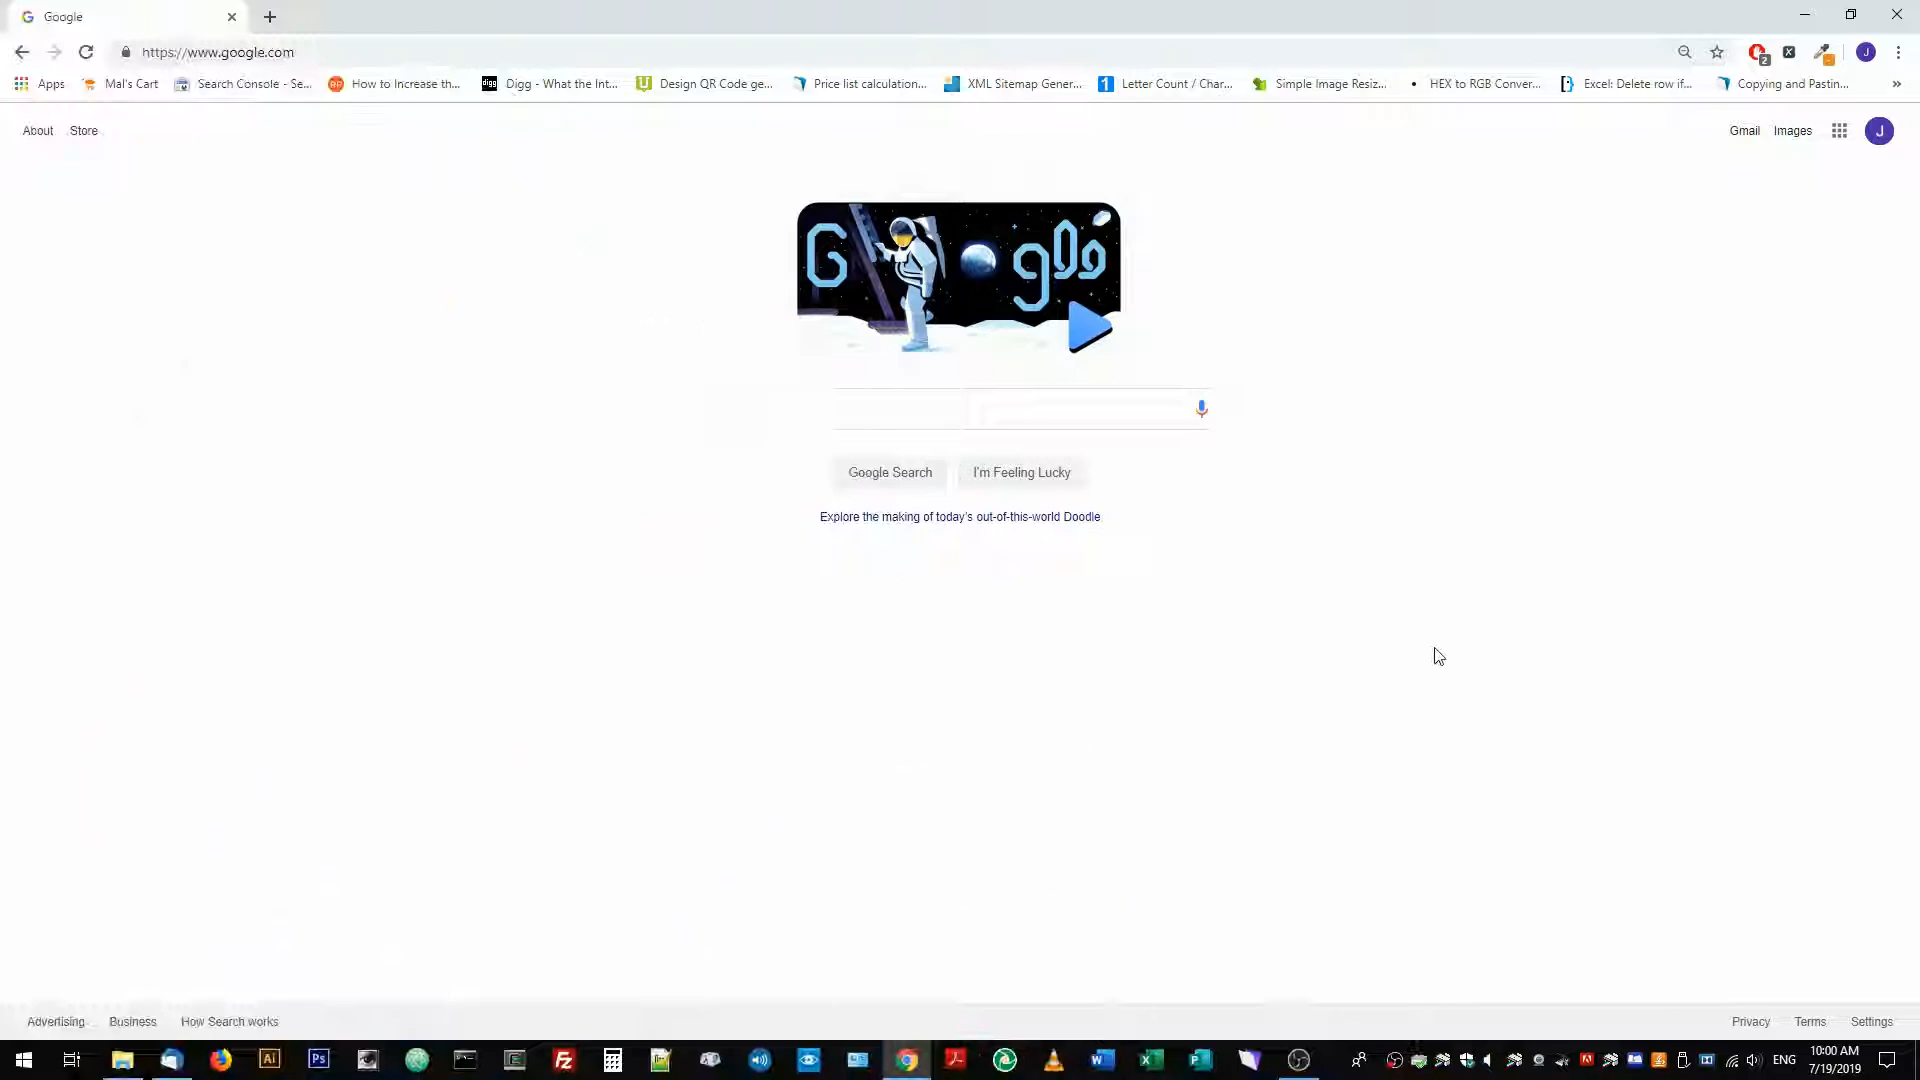 Google
https://www.google.com
2
J
Apps
Mal's Cart
Search Console - Se...
How to Increase th...
Digg - What the Int...
Design QR Code ge...
Price list calculation...
XML Sitemap Gener...
Letter Count / Char...
Simple Image Resiz...
HEX to RGB Conver...
Excel: Delete row if...
Copying and Pastin...
»
About
Store
Gmail
Images
J
Google Search
I'm Feeling Lucky
Explore the making of today's out-of-this-world Doodle
Advertising
Business
How Search works
Privacy
Terms
Settings
Ai
Ps
Fz
ENG
10:00 AM
7/19/2019